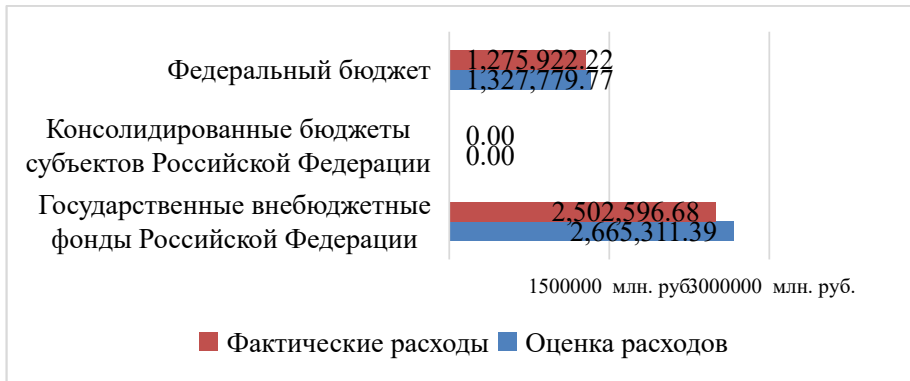 Федеральный бюджет
1,275,922.22
1,327,779.77
Консолидированные бюджеты
субъектов Российской Федерации
0.00
0.00
Государственные внебюджетные
фонды Российской Федерации
2,502,596.68
2,665,311.39
1500000 млн. руб.
3000000 млн. руб.
Фактические расходы
Оценка расходов